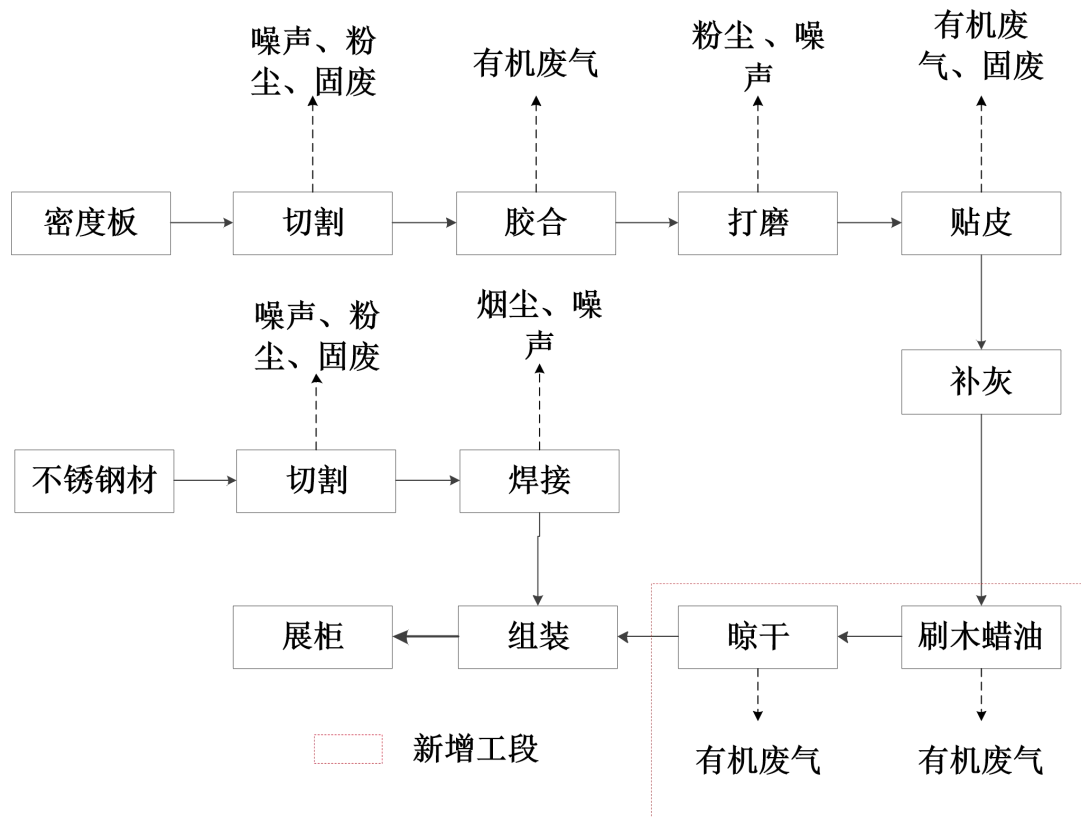 噪声、粉
尘、固废
有机废气
粉尘 、噪
声
有机废
气、固废
密度板
切割
胶合
打磨
贴皮
噪声、粉
尘、固废
烟尘、噪
声
补灰
不锈钢材
切割
焊接
展柜
组装
晾干
刷木蜡油
新增工段
有机废气
有机废气